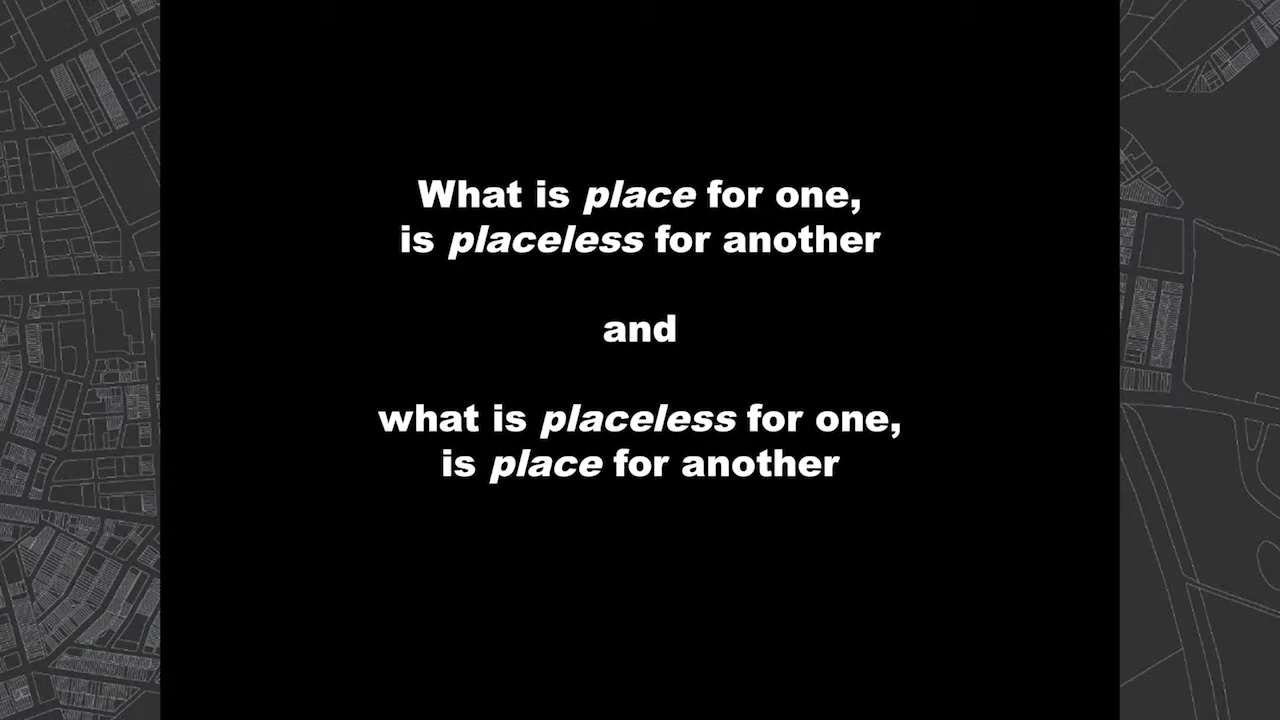 What is place for one,
is placeless for another
and
what is placeless for one,
is place for another